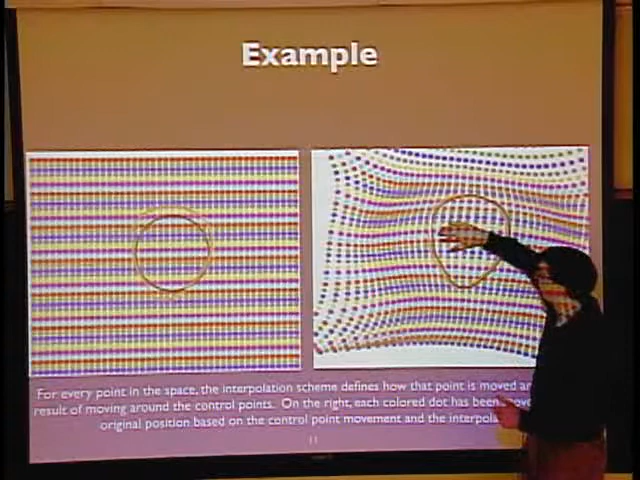 Example
For every point in the space, the interpolation scheme defines how that point is moved
result of moving around the control points. On the right, each colored dot has been
original position based on the control point movement and the
11